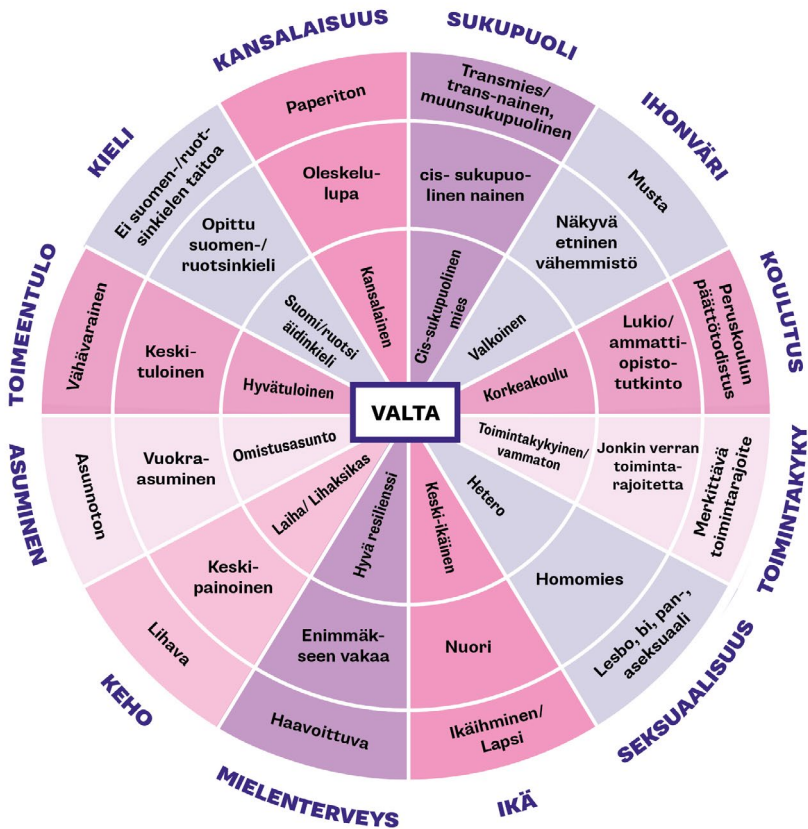 KANSALAISUUS
Paperiton
Oleskelu-
lupa
Kansalainen
SUKUPUOLI
Transmies/
trans-nainen,
muunsukupuolinen
cis- sukupuo-
linen nainen
Cis-sukupuolinen
mies
IHONVÄRI
Musta
Näkyvä
etninen
vähemmistö
Valkoinen
KOULUTUS
Peruskoulun
päättötodistus
Lukio/
ammatti-
opisto-
tutkinto
Korkeakoulu
TOIMINTAKYKY
Merkittävä
toimintarajoite
Jonkin verran
toiminta-
rajoitetta
Toimintakykyinen/
vammaton
SEKSUAALISUUS
Lesbo, bi, pan-,
aseksuaali
Homomies
Hetero
IKÄ
Ikäihminen/
Lapsi
Nuori
Keski-ikäinen
MIELENTERVEYS
Haavoittuva
Enimmäk-
seen vakaa
Hyvä resilienssi
KEHO
Lihava
Keski-
painoinen
Laiha/ Lihaksikas
ASUMINEN
Asunnoton
Vuokra-
asuminen
Omistusasunto
TOIMEENTULO
Vähävarainen
Keski-
tuloinen
Hyvätuloinen
KIELI
Ei suomen-/ruot-
sinkielen taitoa
Opittu
suomen-/
ruotsinkieli
Suomi/ruotsi
äidinkieli
VALTA